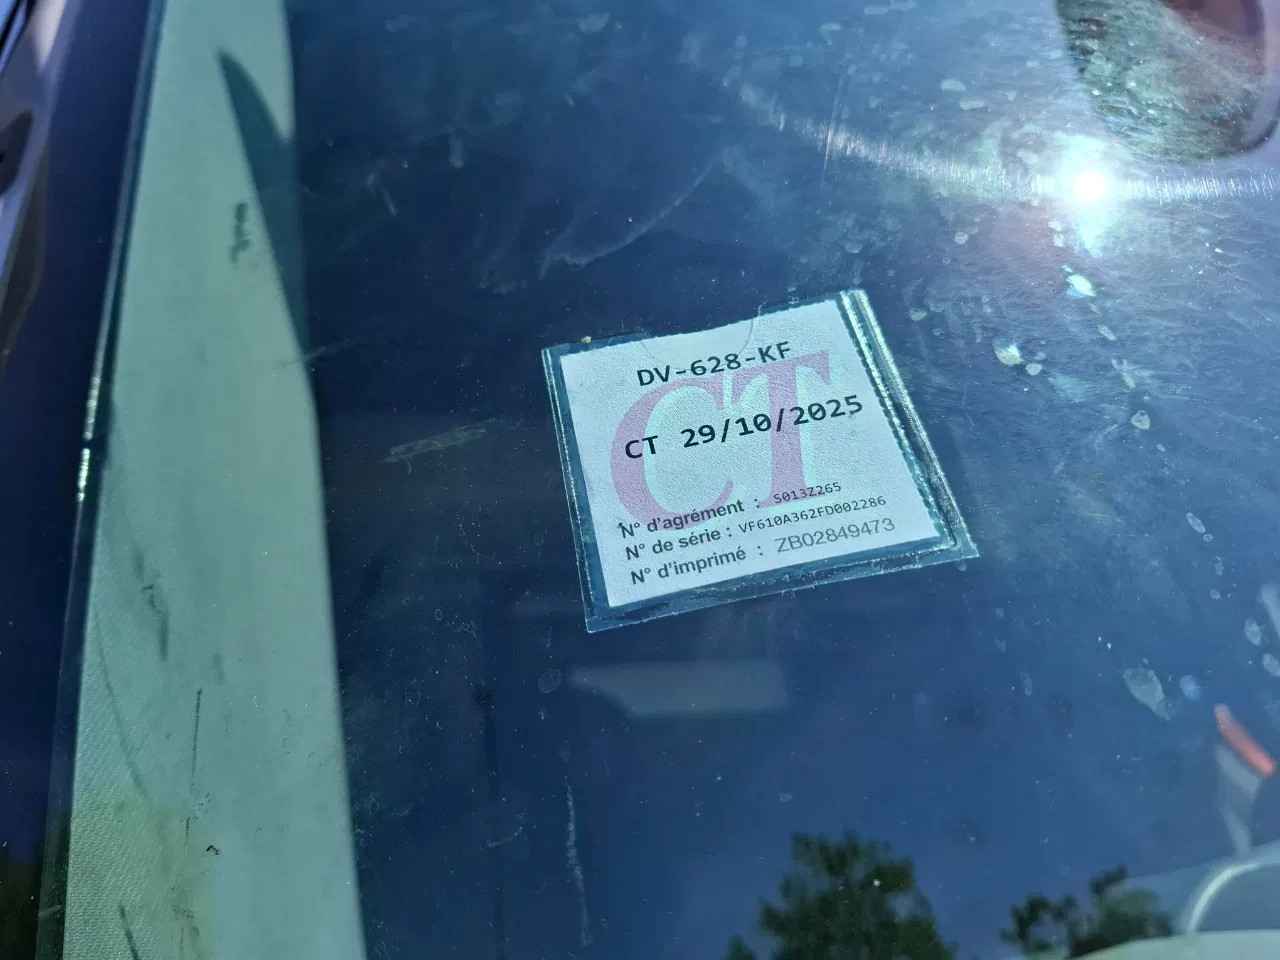 DV-628-KF
CT
CT 29/10/2025
N° d'agrément : S013Z265
N° de série : VF610A362FD002286
N° d'imprimé : ZB02849473